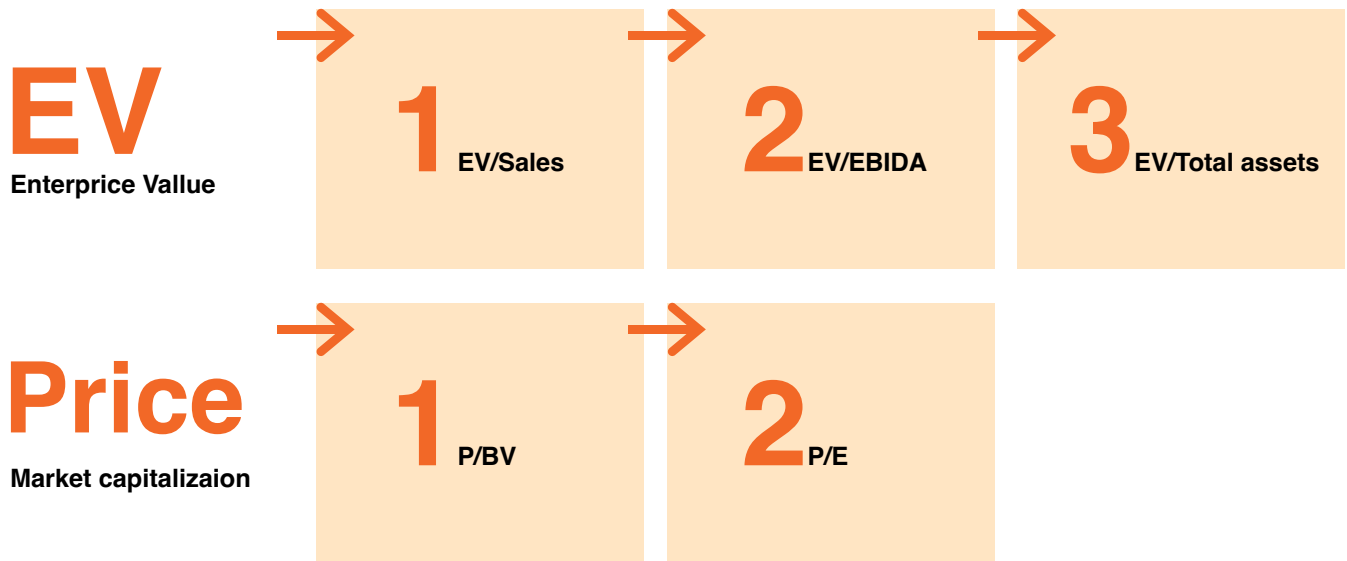 EV
Enterprice Vallue
1 EV/Sales
2 EV/EBIDA
3 EV/Total assets
Price
Market capitalizaion
1 P/BV
2 P/E